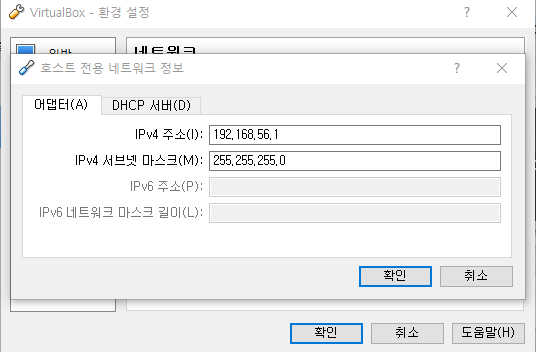 VirtualBox - 환경 설정
일반
네트워크
호스트 전용 네트워크 정보
어댑터(A)
DHCP 서버(D)
IPv4 주소(I): 192,168,56,1
IPv4 서브넷 마스크(M): 255,255,255,0
IPv6 주소(P):
IPv6 네트워크 마스크 길이(L):
확인
취소
확인
취소
도움말(H)